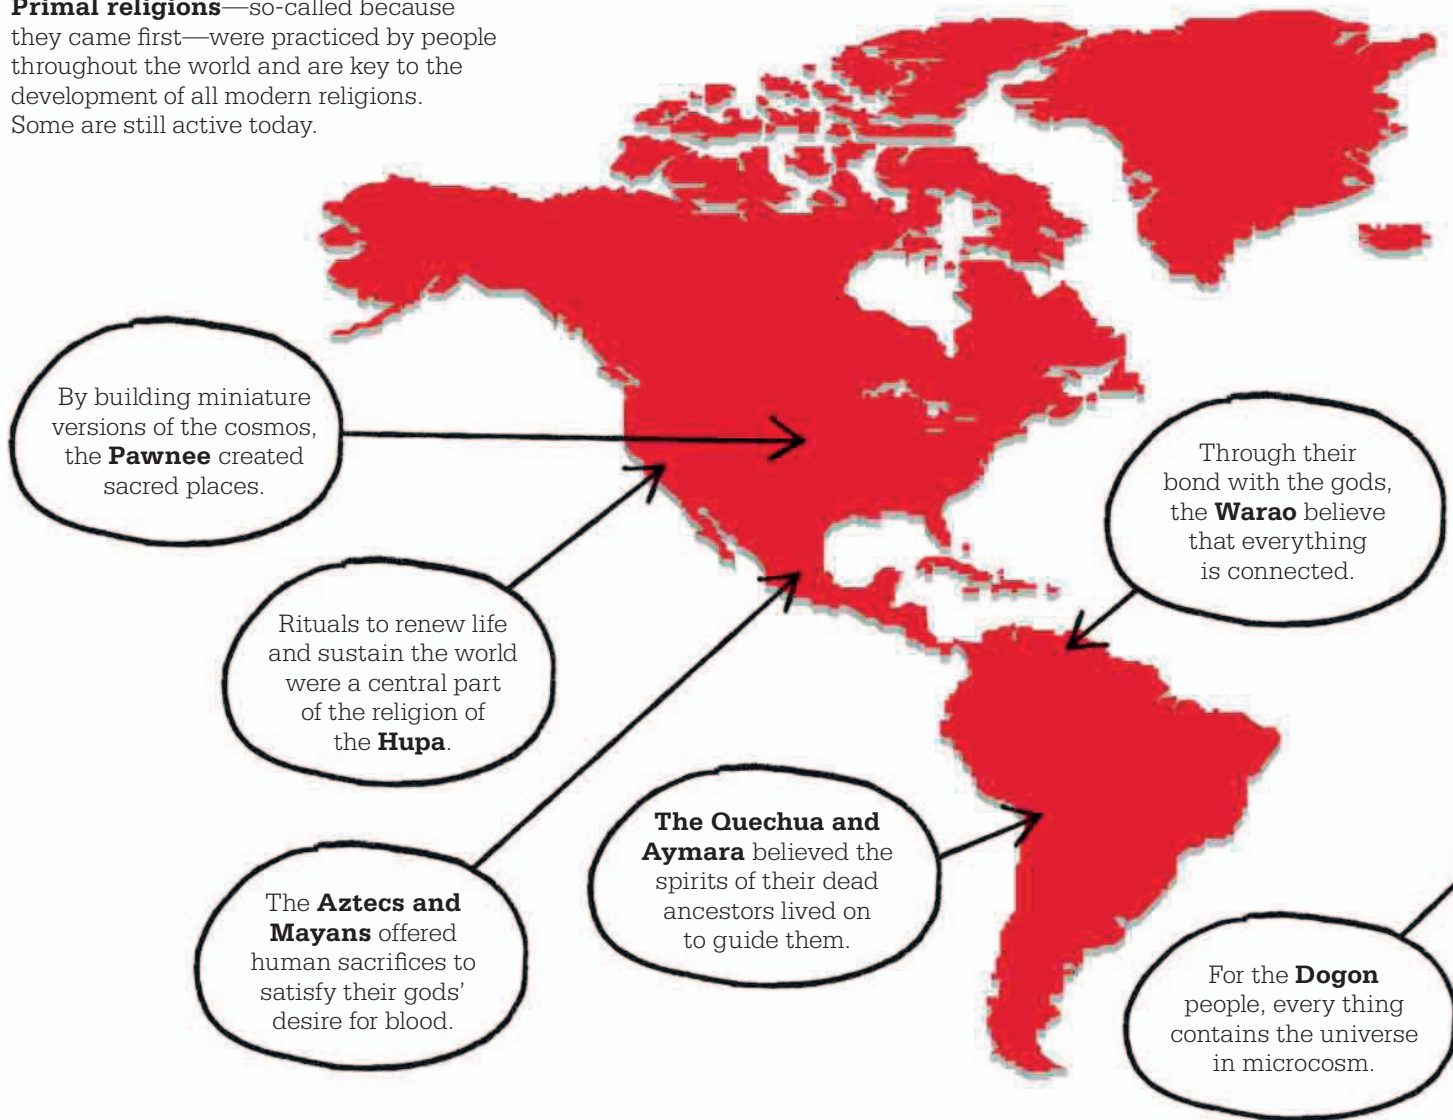 Primal religions—so-called because
they came first—were practiced by people
throughout the world and are key to the
development of all modern religions.
Some are still active today.
By building miniature
versions of the cosmos,
the Pawnee created
sacred places.
Through their
bond with the gods,
the Warao believe
that everything
is connected.
Rituals to renew life
and sustain the world
were a central part
of the religion of
the Hupa.
The Quechua and
Aymara believed the
spirits of their dead
ancestors lived on
to guide them.
The Aztecs and
Mayans offered
human sacrifices to
satisfy their gods’
desire for blood.
For the Dogon
people, every thing
contains the universe
in microcosm.